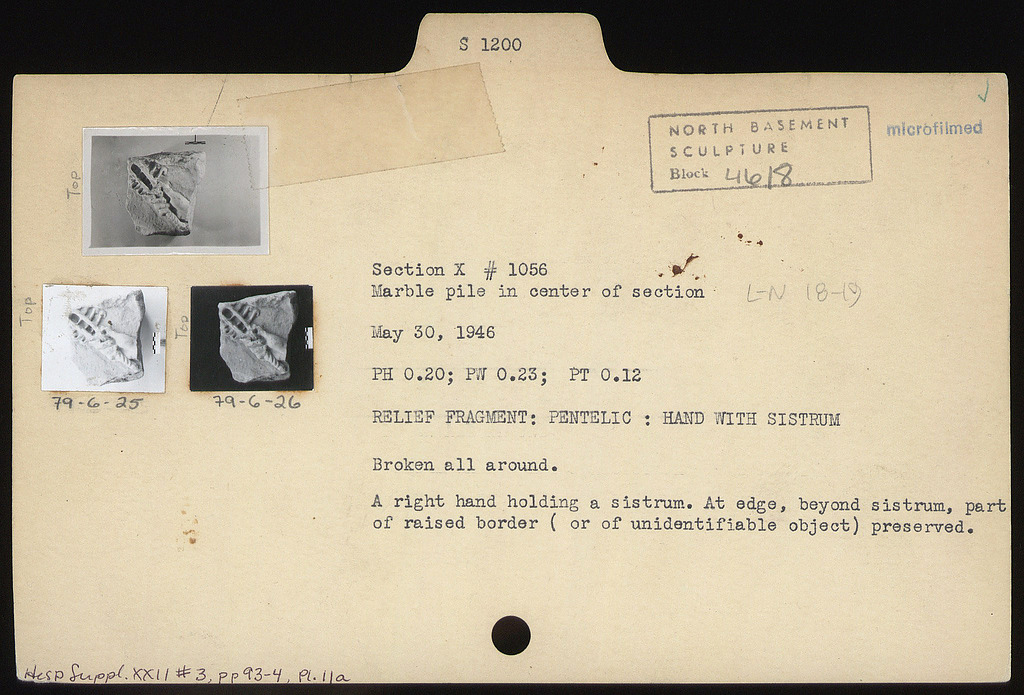 S 1200
NORTH BASEMENT
SCULPTURE
Block 4618
microfilmed
Top
Section X # 1056
Marble pile in center of section L-N 18-19
May 30, 1946
Top
Top
79-6-25
79-6-26
PH 0.20; PW 0.23; PT 0.12
RELIEF FRAGMENT: PENTELIC : HAND WITH SISTRUM
Broken all around.
A right hand holding a sistrum. At edge, beyond sistrum, part
of raised border ( or of unidentifiable object) preserved.
Hesp Suppl. XXII # 3, pp 93-4, Pl. 11a